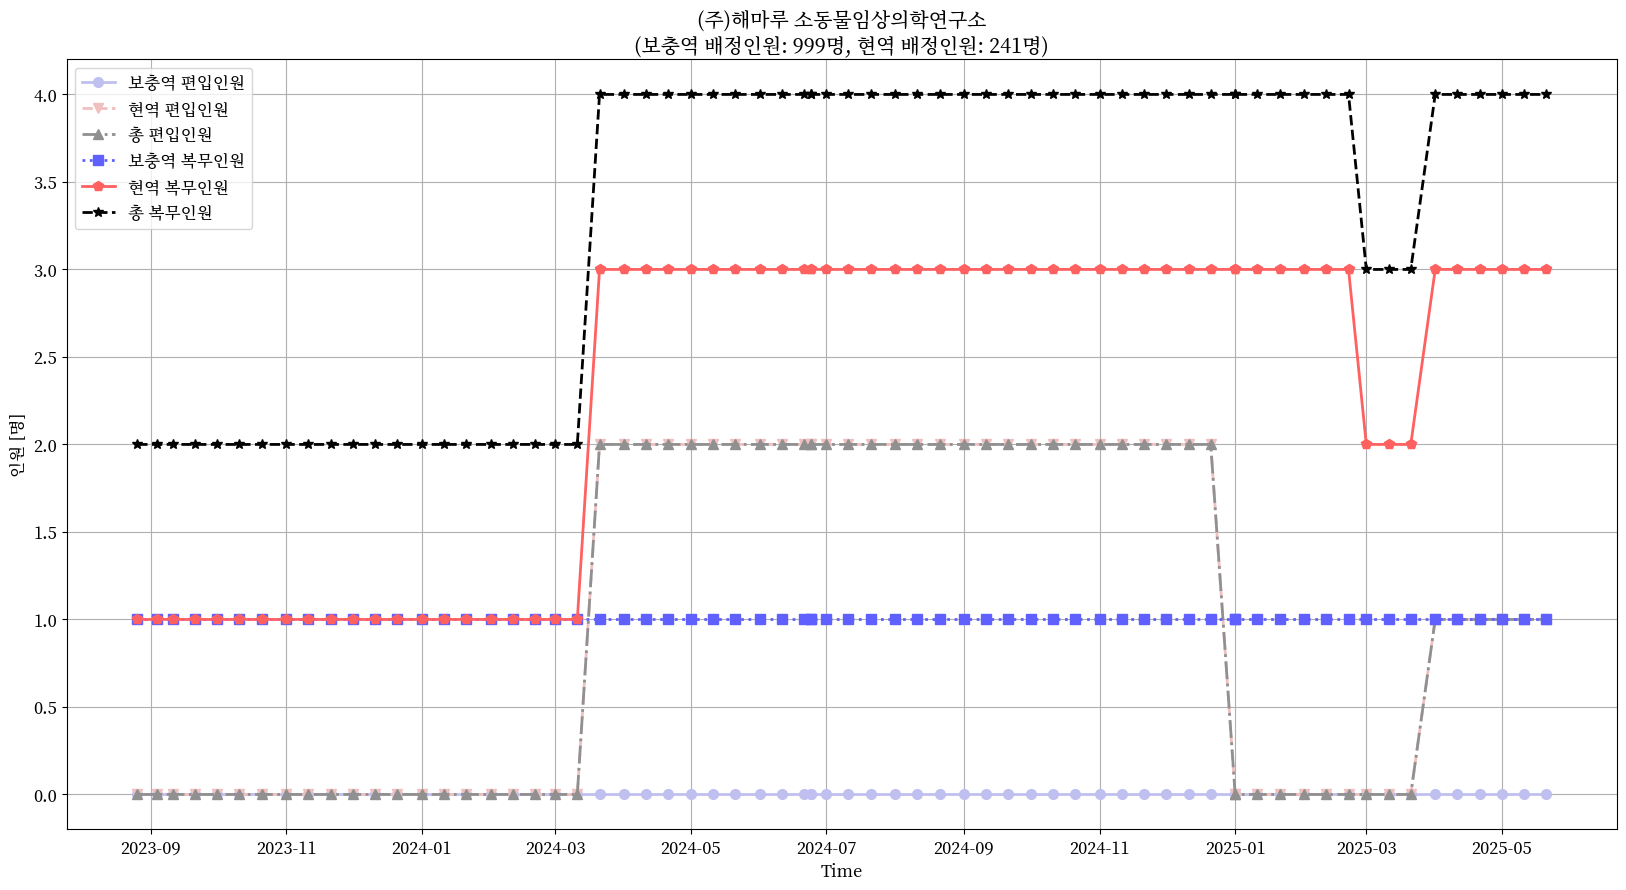 (주)해마루 소동물임상의학연구소
(보충역 배정인원: 999명, 현역 배정인원: 241명)
보충역 편입인원
현역 편입인원
총 편입인원
보충역 복무인원
현역 복무인원
총 복무인원
인원 [명]
4.0
3.5
3.0
2.5
2.0
1.5
1.0
0.5
0.0
2023-09
2023-11
2024-01
2024-03
2024-05
2024-07
2024-09
2024-11
2025-01
2025-03
2025-05
Time